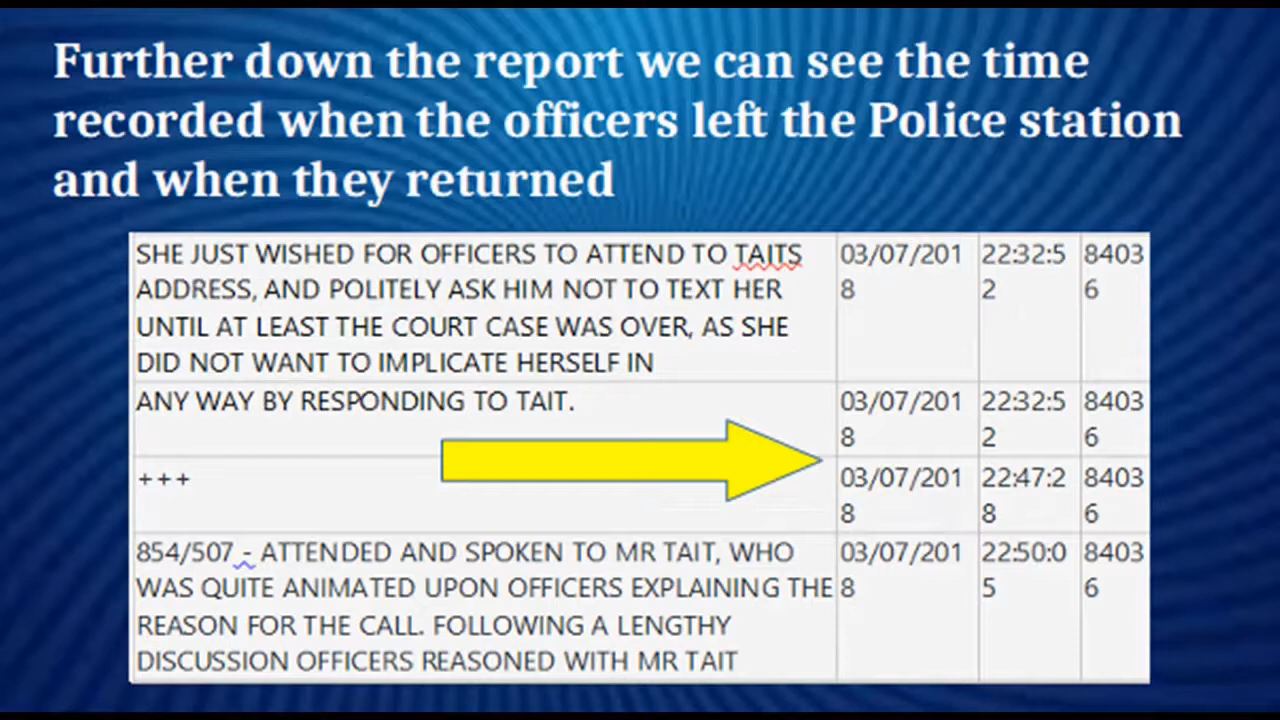 Further down the report we can see the time
recorded when the officers left the Police station
and when they returned
SHE JUST WISHED FOR OFFICERS TO ATTEND TO TAITS 03/07/201 22:32:5 8403
ADDRESS, AND POLITELY ASK HIM NOT TO TEXT HER 8 2 6
UNTIL AT LEAST THE COURT CASE WAS OVER, AS SHE
DID NOT WANT TO IMPLICATE HERSELF IN
ANY WAY BY RESPONDING TO TAIT. 03/07/201 22:32:5 8403
8 2 6
+++ 03/07/201 22:47:2 8403
8 8 6
854/507 - ATTENDED AND SPOKEN TO MR TAIT, WHO 03/07/201 22:50:0 8403
WAS QUITE ANIMATED UPON OFFICERS EXPLAINING THE 8 5 6
REASON FOR THE CALL. FOLLOWING A LENGTHY
DISCUSSION OFFICERS REASONED WITH MR TAIT